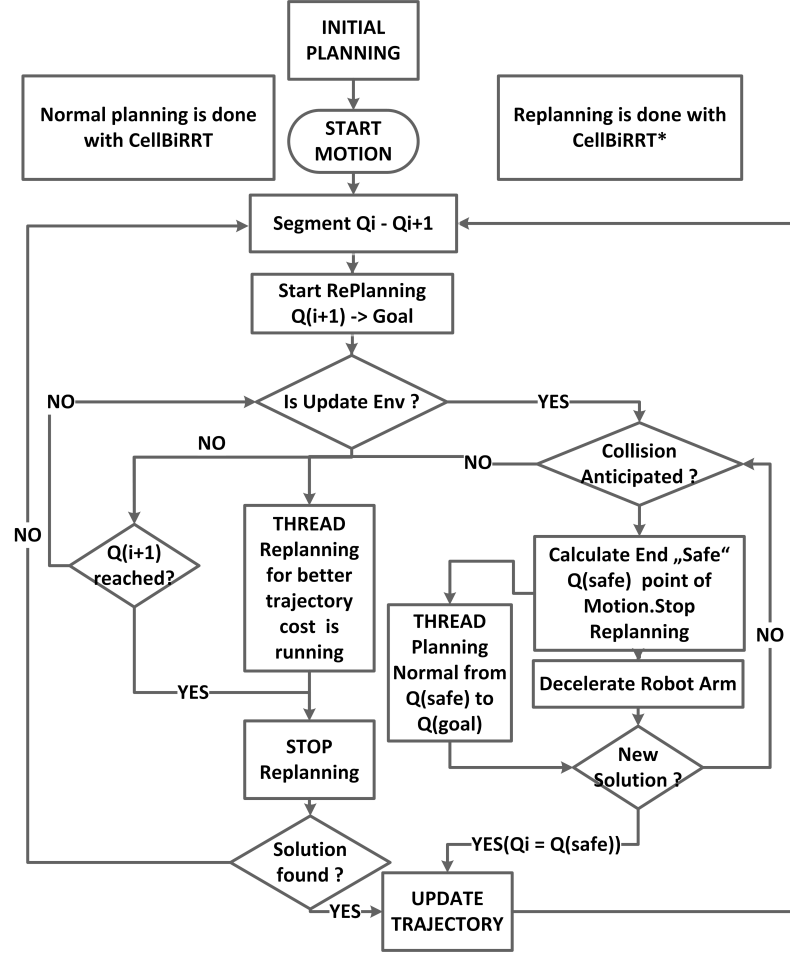 INITIAL
PLANNING
Normal planning is done
with CellBiRRT
START
MOTION
Replanning is done with
CellBiRRT*
Segment Qi - Qi+1
Start RePlanning
Q(i+1) -> Goal
Is Update Env ?
NO
YES
NO
NO
Collision
Anticipated ?
NO
Q(i+1)
reached?
THREAD
Replanning
for better
trajectory
cost is
running
Calculate End „Safe“
Q(safe) point of
Motion.Stop
Replanning
THREAD
Planning
Normal from
Q(safe) to
Q(goal)
NO
Decelerate Robot Arm
YES
STOP
Replanning
New
Solution ?
YES(Qi = Q(safe))
Solution
found ?
YES
UPDATE
TRAJECTORY